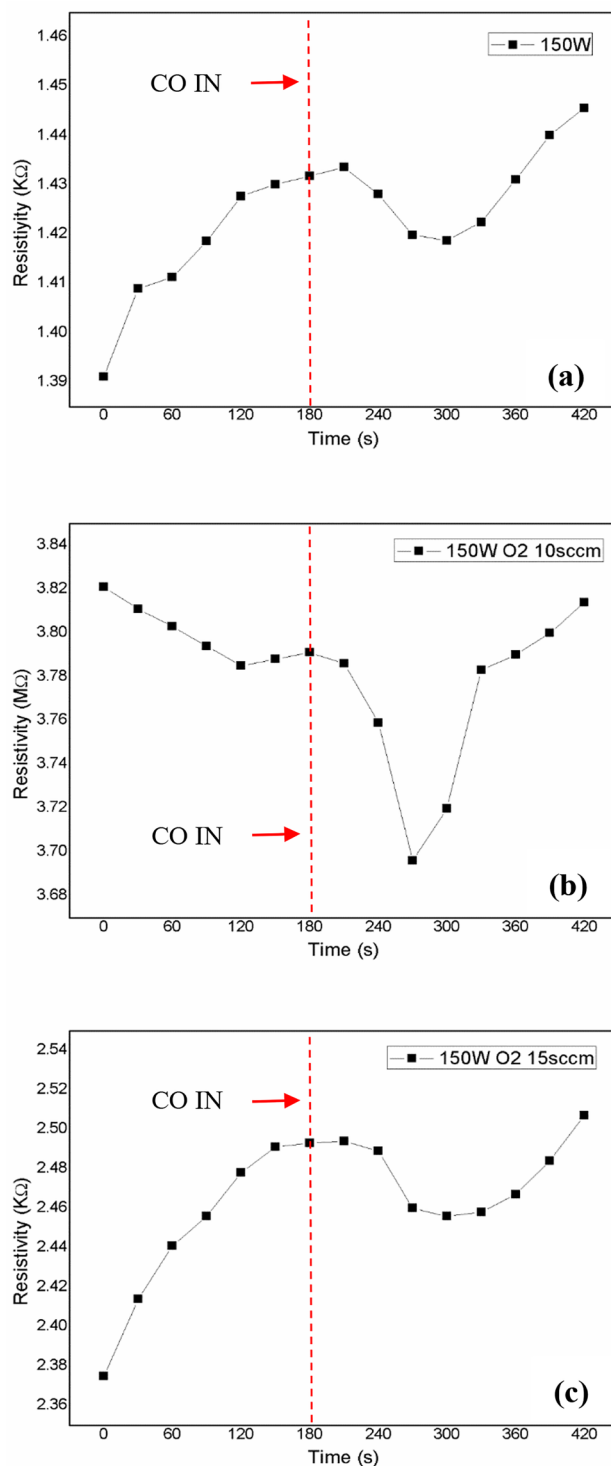 1.46
150W
1.45
CO IN
1.44
1.43
1.42
1.41
1.40
1.39
Resistiyity (KΩ)
(a)
0 60 120 180 240 300 360 420
Time (s)
3.84
150W O2 10sccm
3.82
3.80
3.78
3.76
3.74
3.72
CO IN
3.70
3.68
Resistivity (MΩ)
(b)
0 60 120 180 240 300 360 420
Time (s)
2.54
150W O2 15sccm
2.52
CO IN
2.50
2.48
2.46
2.44
2.42
2.40
2.38
2.36
Resistivity (KΩ)
(c)
0 60 120 180 240 300 360 420
Time (s)